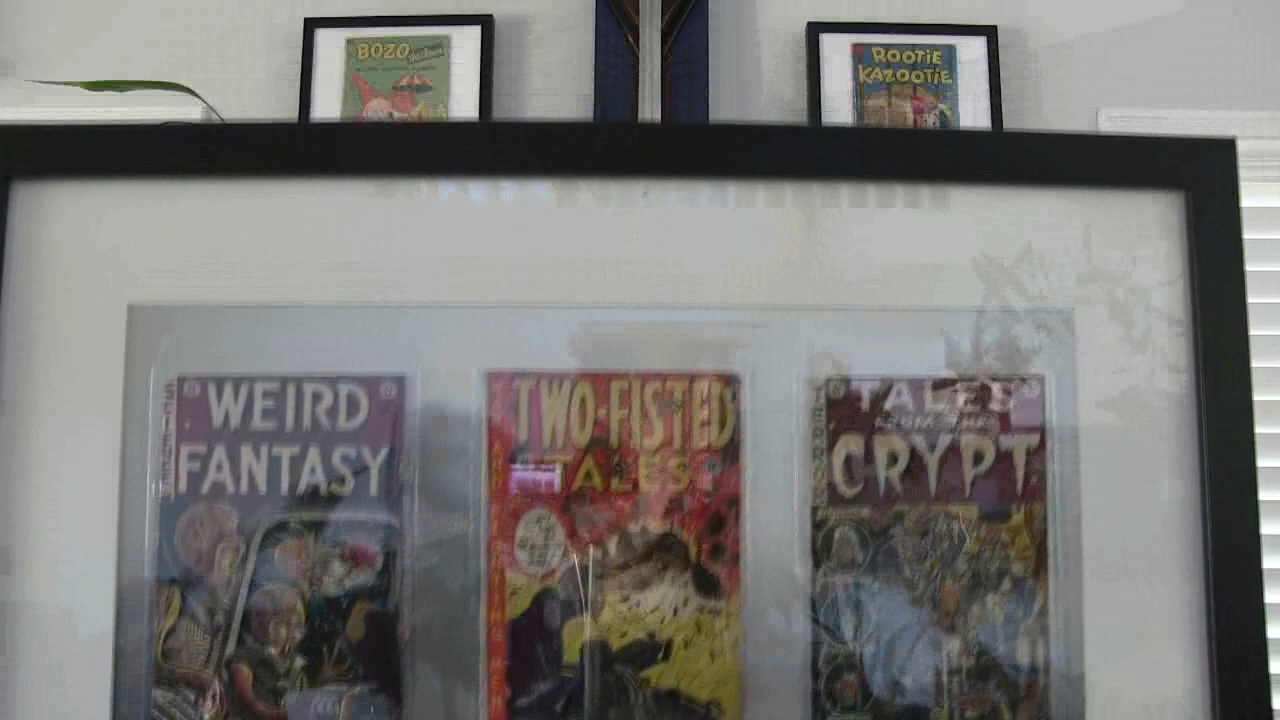 BOZO
ROOTIE
KAZOOTIE
WEIRD
FANTASY
TWO-FISTED
TALES
TALES
FROM THE
CRYPT